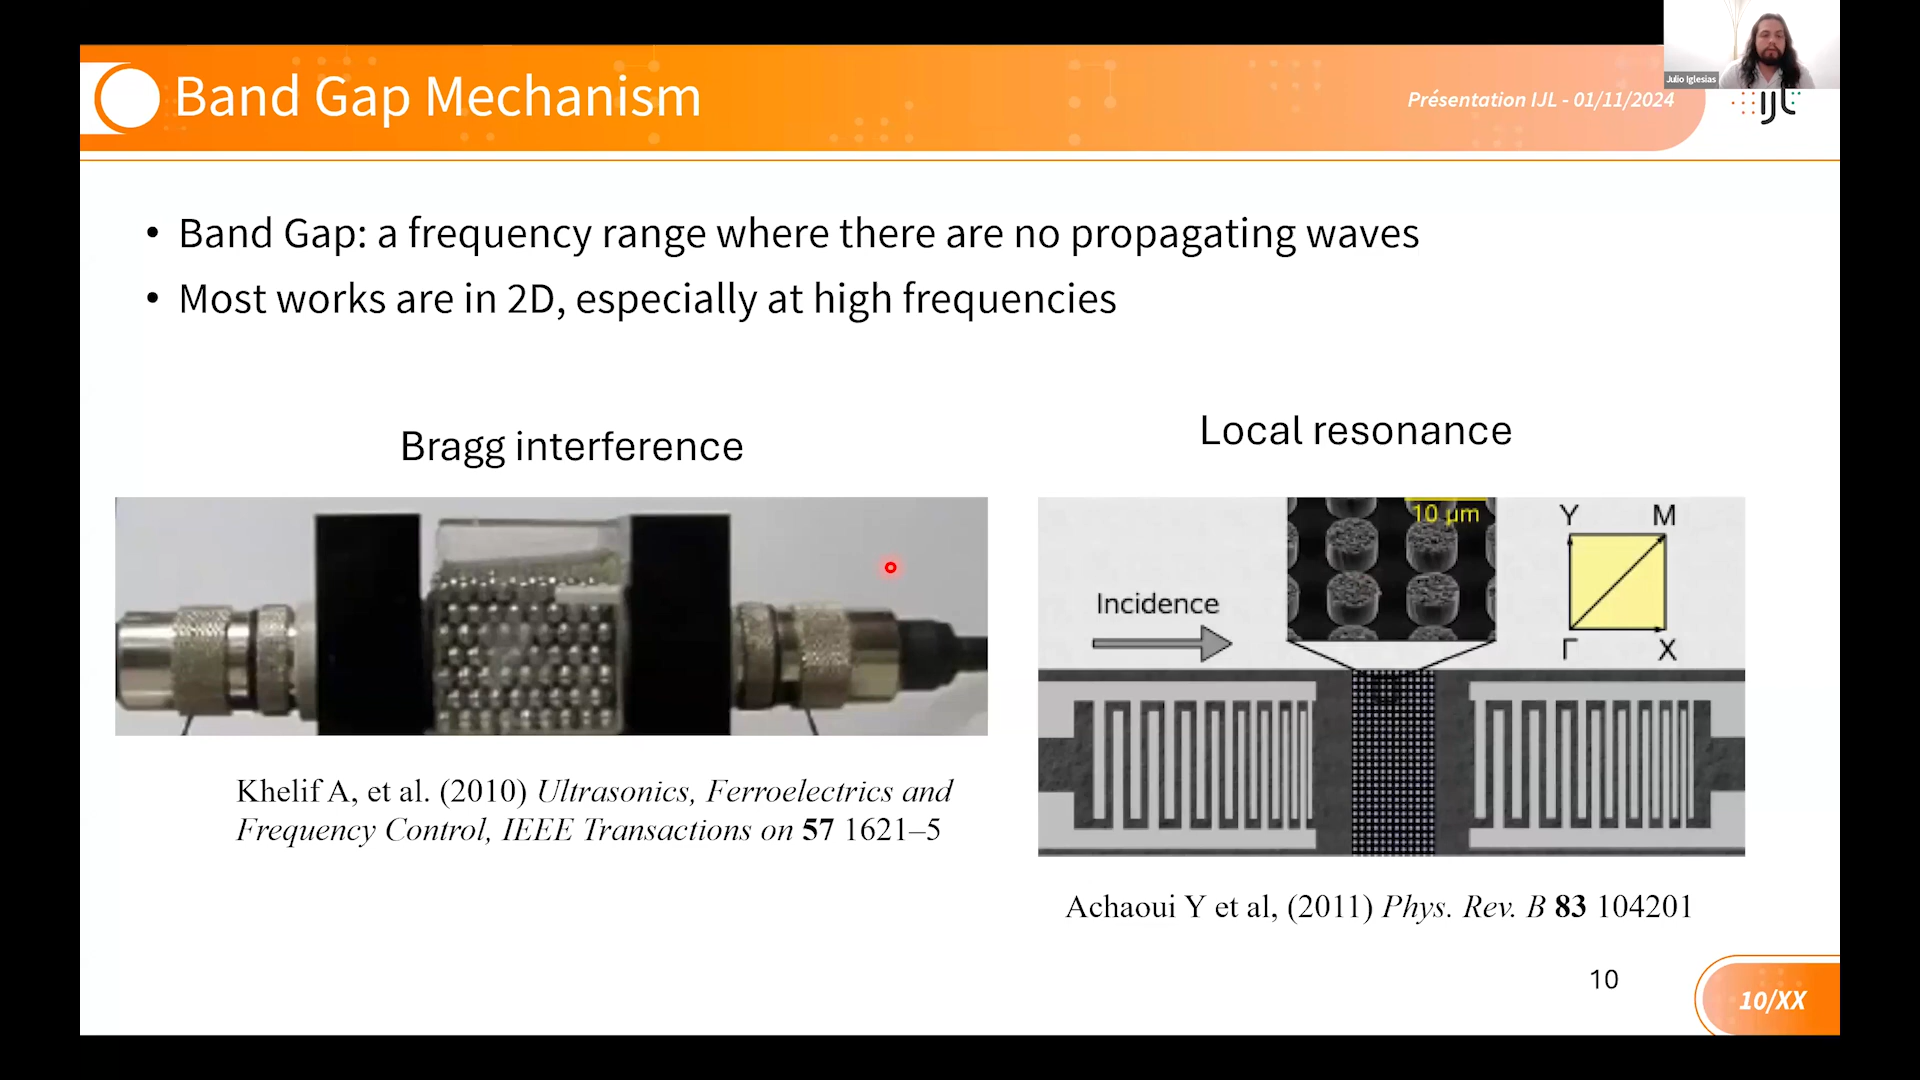 Julio Iglesias
Band Gap Mechanism
Présentation IJL - 01/11/2024
ijl
• Band Gap: a frequency range where there are no propagating waves
• Most works are in 2D, especially at high frequencies
Bragg interference
Local resonance
10 µm
Y M
Incidence
Γ X
Khelif A, et al. (2010) Ultrasonics, Ferroelectrics and
Frequency Control, IEEE Transactions on 57 1621–5
Achaoui Y et al, (2011) Phys. Rev. B 83 104201
10
10/XX